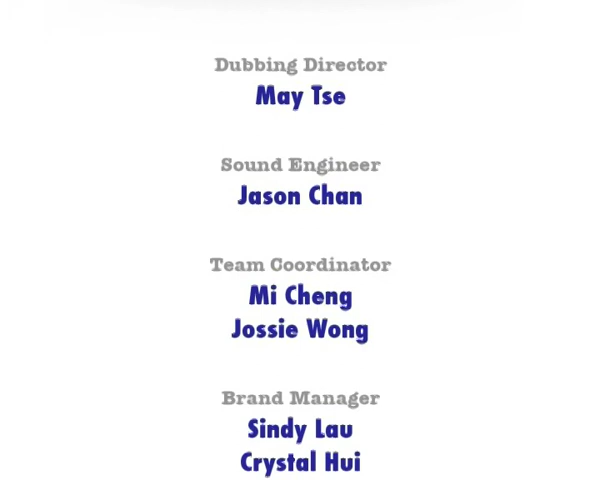 Dubbing Director
May Tse
Sound Engineer
Jason Chan
Team Coordinator
Mi Cheng
Jossie Wong
Brand Manager
Sindy Lau
Crystal Hui